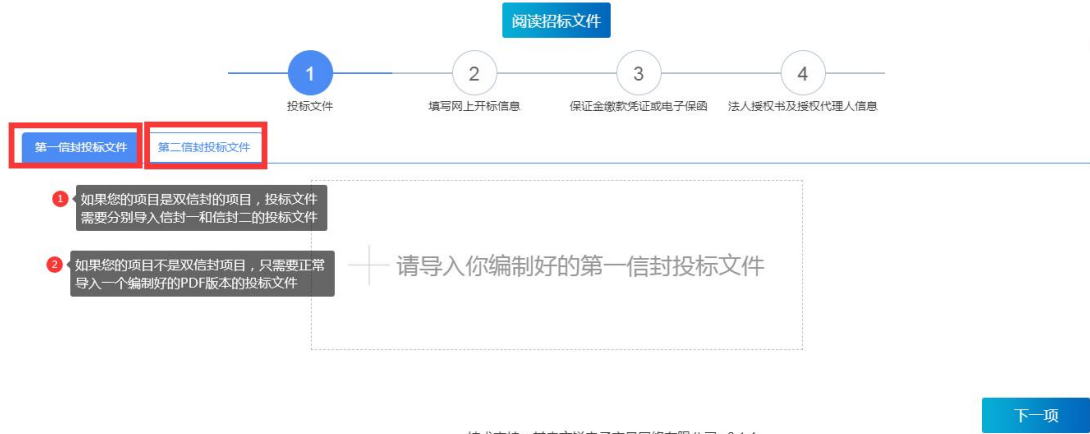 阅读招标文件
1
2
3
4
投标文件
填写网上开标信息
保证金缴款凭证或电子保函
法人授权书及授权代理人信息
第一信封投标文件
第二信封投标文件
1
如果您的项目是双信封的项目，投标文件
需要分别导入信封一和信封二的投标文件
2
如果您的项目不是双信封项目，只需要正常
导入一个编制好的PDF版本的投标文件
请导入你编制好的第一信封投标文件
下一项